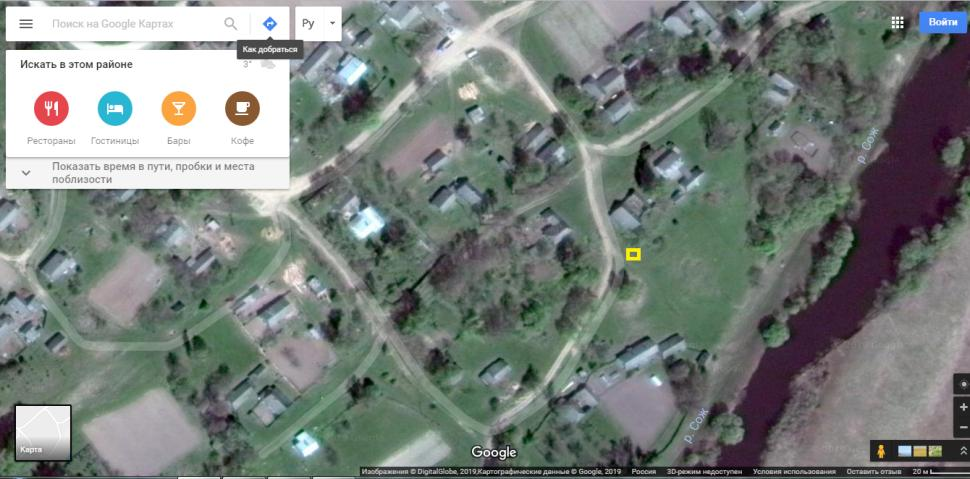 Поиск на Google Картах
Ру
Войти
Как добраться
Искать в этом районе
3°
Рестораны
Гостиницы
Бары
Кофе
Показать время в пути, пробки и места
поблизости
р. Сож
р. Сож
Карта
Google
Изображения © DigitalGlobe, 2019,Картографические данные © Google, 2019 Россия 3D-режим недоступен Условия использования Оставить отзыв 20 м